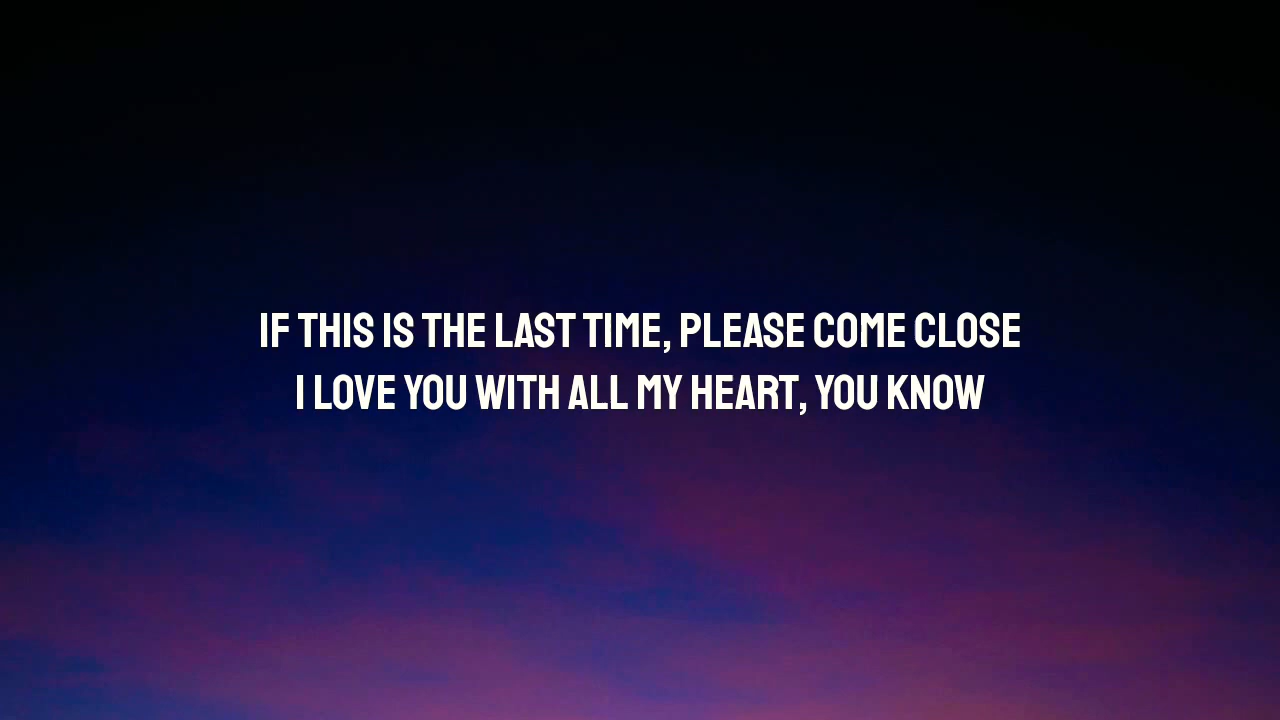 IF THIS IS THE LAST TIME, PLEASE COME CLOSE
I LOVE YOU WITH ALL MY HEART, YOU KNOW